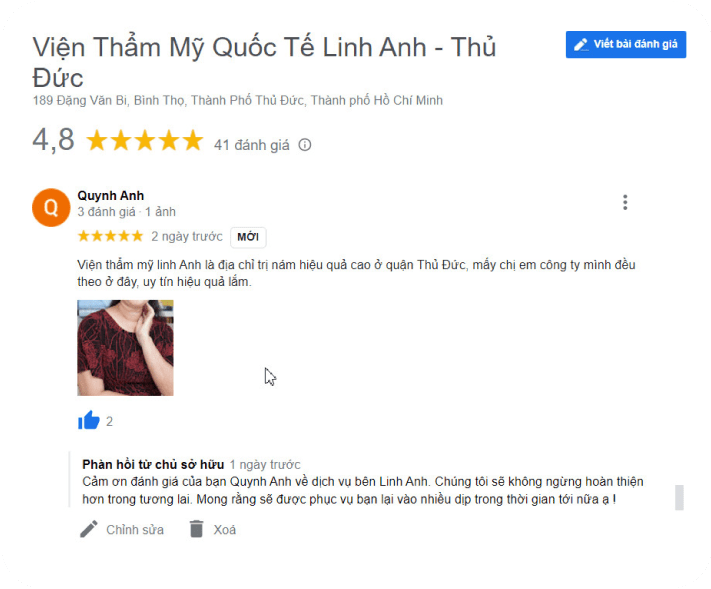 Viện Thẩm Mỹ Quốc Tế Linh Anh - Thủ
Đức
189 Đặng Văn Bi, Bình Thọ, Thành Phố Thủ Đức, Thành phố Hồ Chí Minh
Viết bài đánh giá
4,8 41 đánh giá
Q
Quynh Anh
3 đánh giá · 1 ảnh
2 ngày trước MỚI
Viện thẩm mỹ linh Anh là địa chỉ trị nám hiệu quả cao ở quận Thủ Đức, mấy chị em công ty mình đều
theo ở đây, uy tín hiệu quả lắm.
2
Phản hồi từ chủ sở hữu 1 ngày trước
Cảm ơn đánh giá của bạn Quynh Anh về dịch vụ bên Linh Anh. Chúng tôi sẽ không ngừng hoàn thiện
hơn trong tương lai. Mong rằng sẽ được phục vụ bạn lại vào nhiều dịp trong thời gian tới nữa ạ !
Chỉnh sửa Xoá